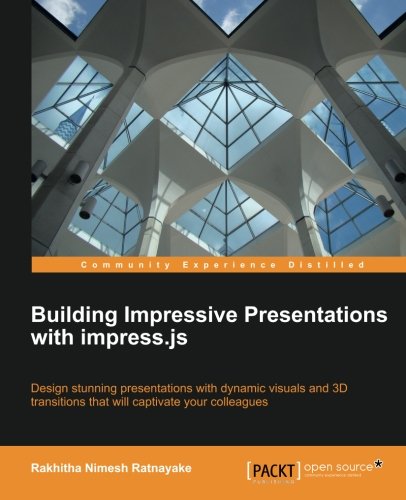 Community Experience Distilled
Building Impressive Presentations
with impress.js
Design stunning presentations with dynamic visuals and 3D
transitions that will captivate your colleagues
Rakhitha Nimesh Ratnayake
[PACKT] open source*
PUBLISHING community experience distilled